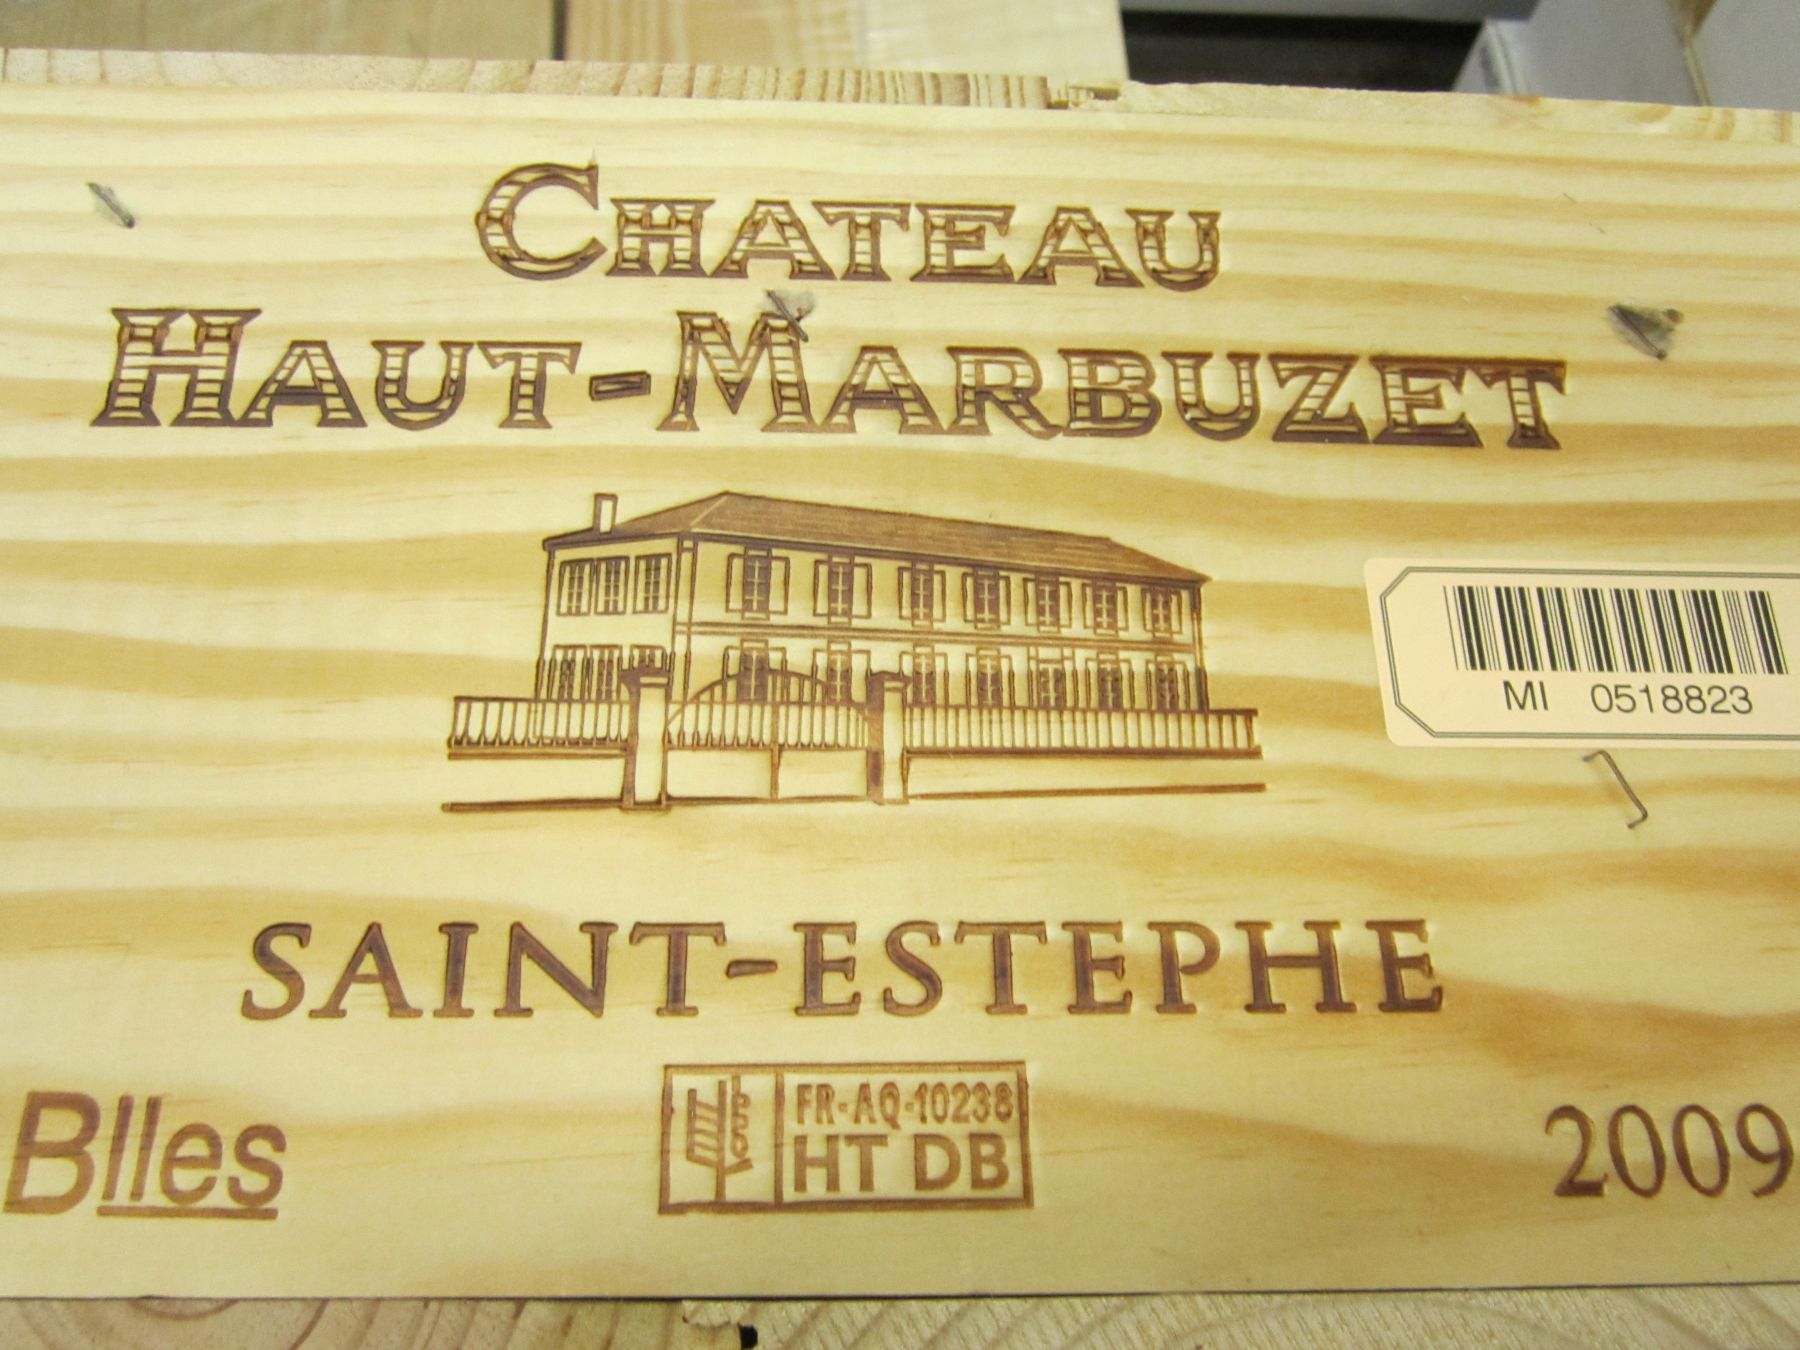 CHATEAU
HAUT-MARBUZET
MI 0518823
SAINT-ESTEPHE
Blles
FR-AQ-10238
HT DB
2009